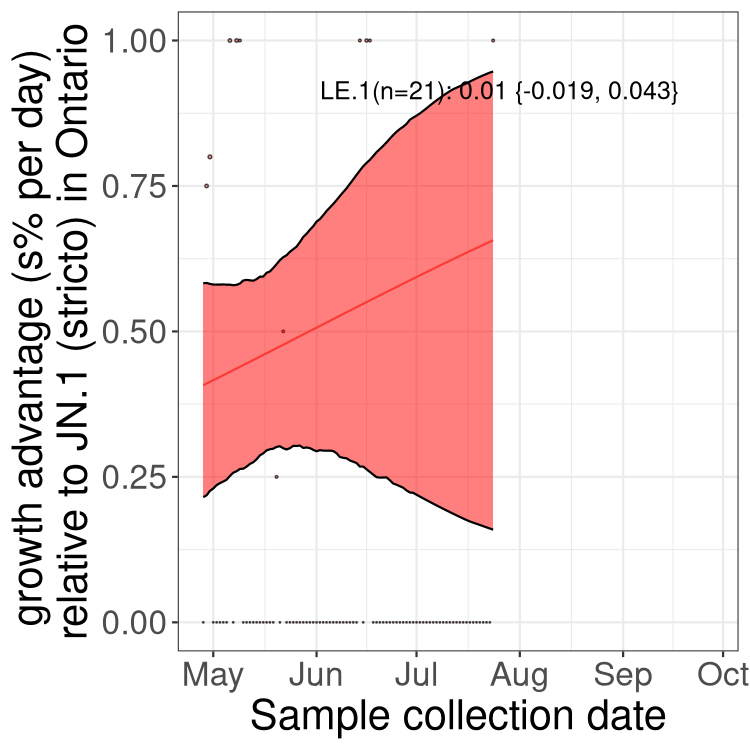 growth advantage (s% per day)
relative to JN.1 (stricto) in Ontario
1.00
0.75
0.50
0.25
0.00
LE.1(n=21): 0.01 {-0.019, 0.043}
May Jun Jul Aug Sep Oct
Sample collection date